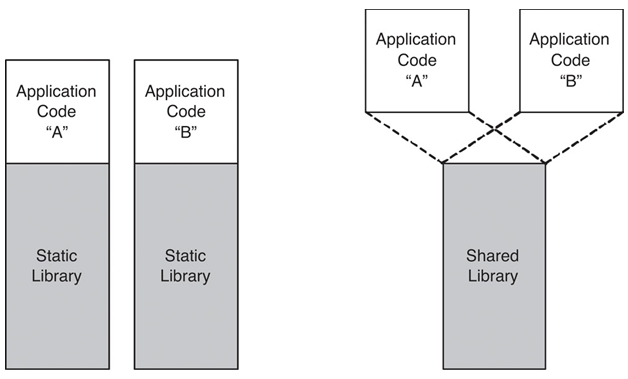 Application
Code
“A”
Application
Code
“B”
Static
Library
Static
Library
Application
Code
“A”
Application
Code
“B”
Shared
Library